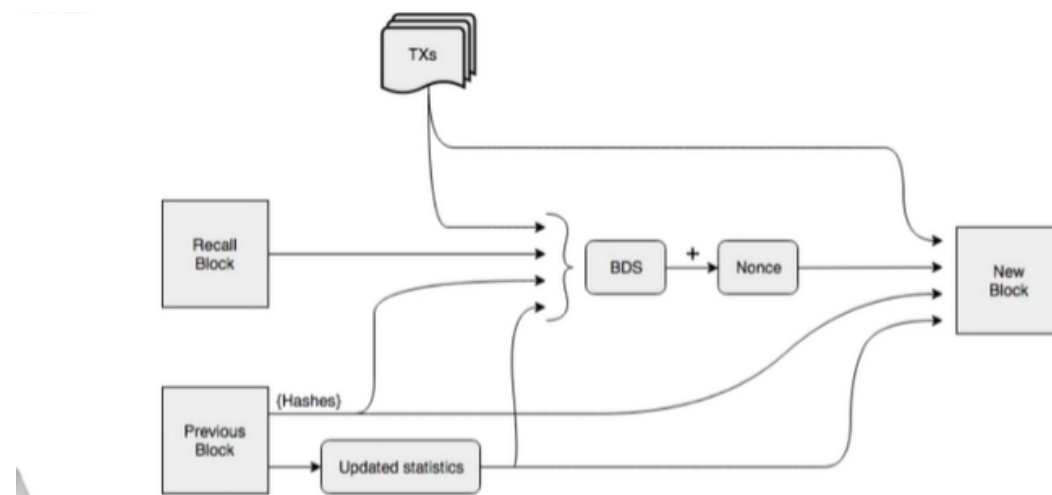 TXs
Recall
Block
BDS
+
Nonce
New
Block
{Hashes}
Previous
Block
Updated statistics